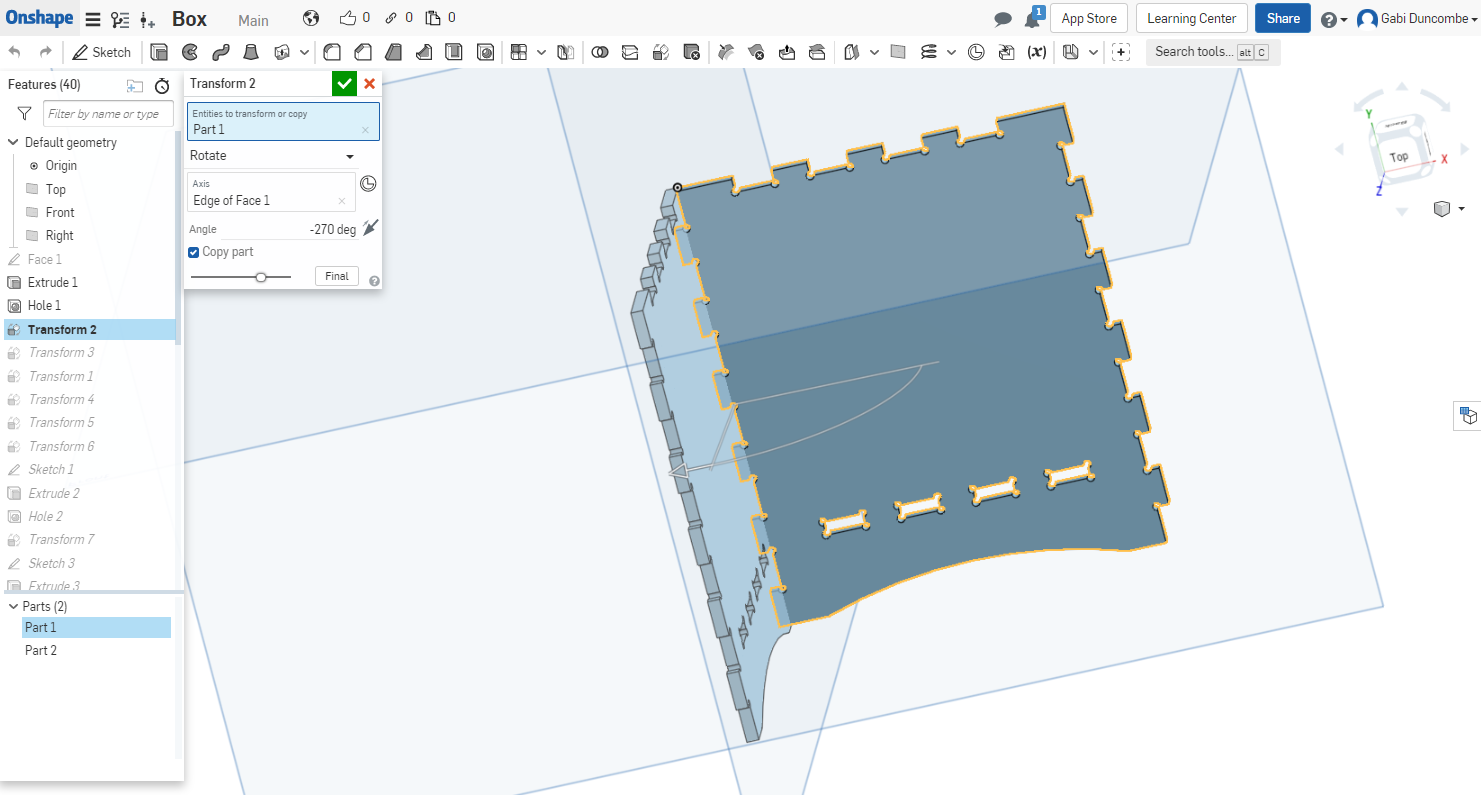 Onshape
Box
Main
0
0
0
1
App Store
Learning Center
Share
Gabi Duncombe
Sketch
Search tools... alt C
Features (40)
Filter by name or type
Default geometry
Origin
Top
Front
Right
Face 1
Extrude 1
Hole 1
Transform 2
Transform 3
Transform 1
Transform 4
Transform 5
Transform 6
Sketch 1
Extrude 2
Hole 2
Transform 7
Sketch 3
Extrude 3
Parts (2)
Part 1
Part 2
Transform 2
Entities to transform or copy
Part 1
Rotate
Axis
Edge of Face 1
Angle
-270 deg
Copy part
Final
Y
Top
X
Z